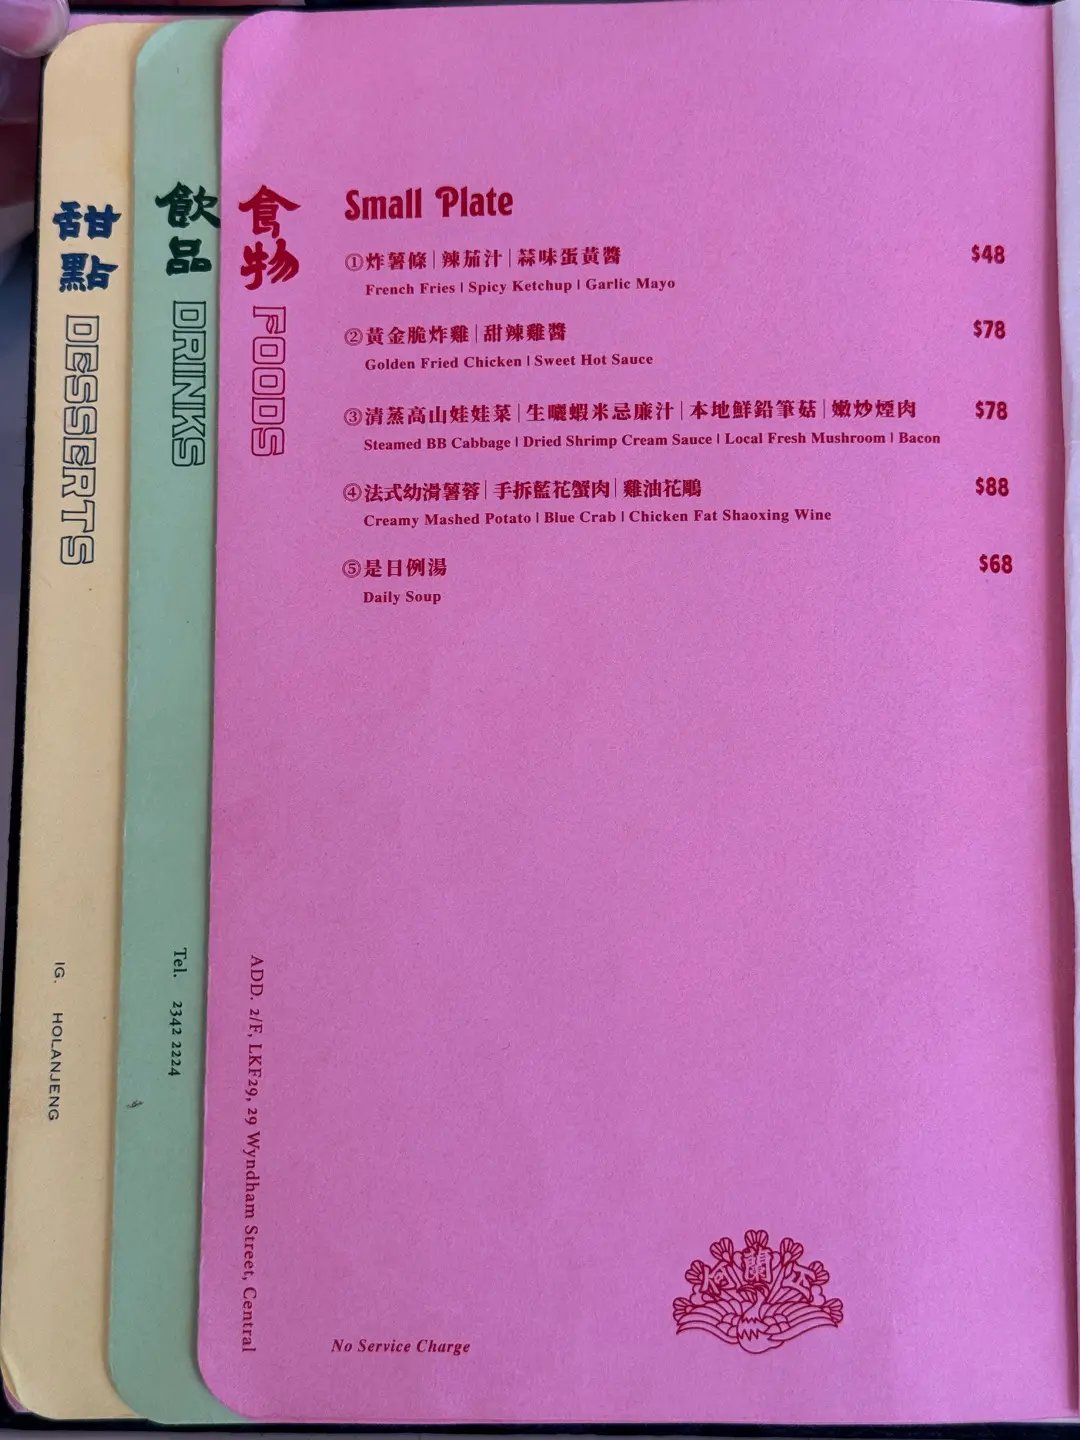 甜點
DESSERTS
IG. HOLANJENG
飲品
DRINKS
Tel. 2342 2224
食物
FOODS
ADD. 2/F, LKF29, 29 Wyndham Street, Central
Small Plate
①炸薯條|辣茄汁|蒜味蛋黃醬 $48
French Fries | Spicy Ketchup | Garlic Mayo
②黃金脆炸雞|甜辣雞醬 $78
Golden Fried Chicken | Sweet Hot Sauce
③清蒸高山娃娃菜|生曬蝦米忌廉汁|本地鮮鉛筆菇|嫩炒煙肉 $78
Steamed BB Cabbage | Dried Shrimp Cream Sauce | Local Fresh Mushroom | Bacon
④法式幼滑薯蓉|手拆藍花蟹肉|雞油花鵰 $88
Creamy Mashed Potato | Blue Crab | Chicken Fat Shaoxing Wine
⑤是日例湯 $68
Daily Soup
何蘭正
No Service Charge